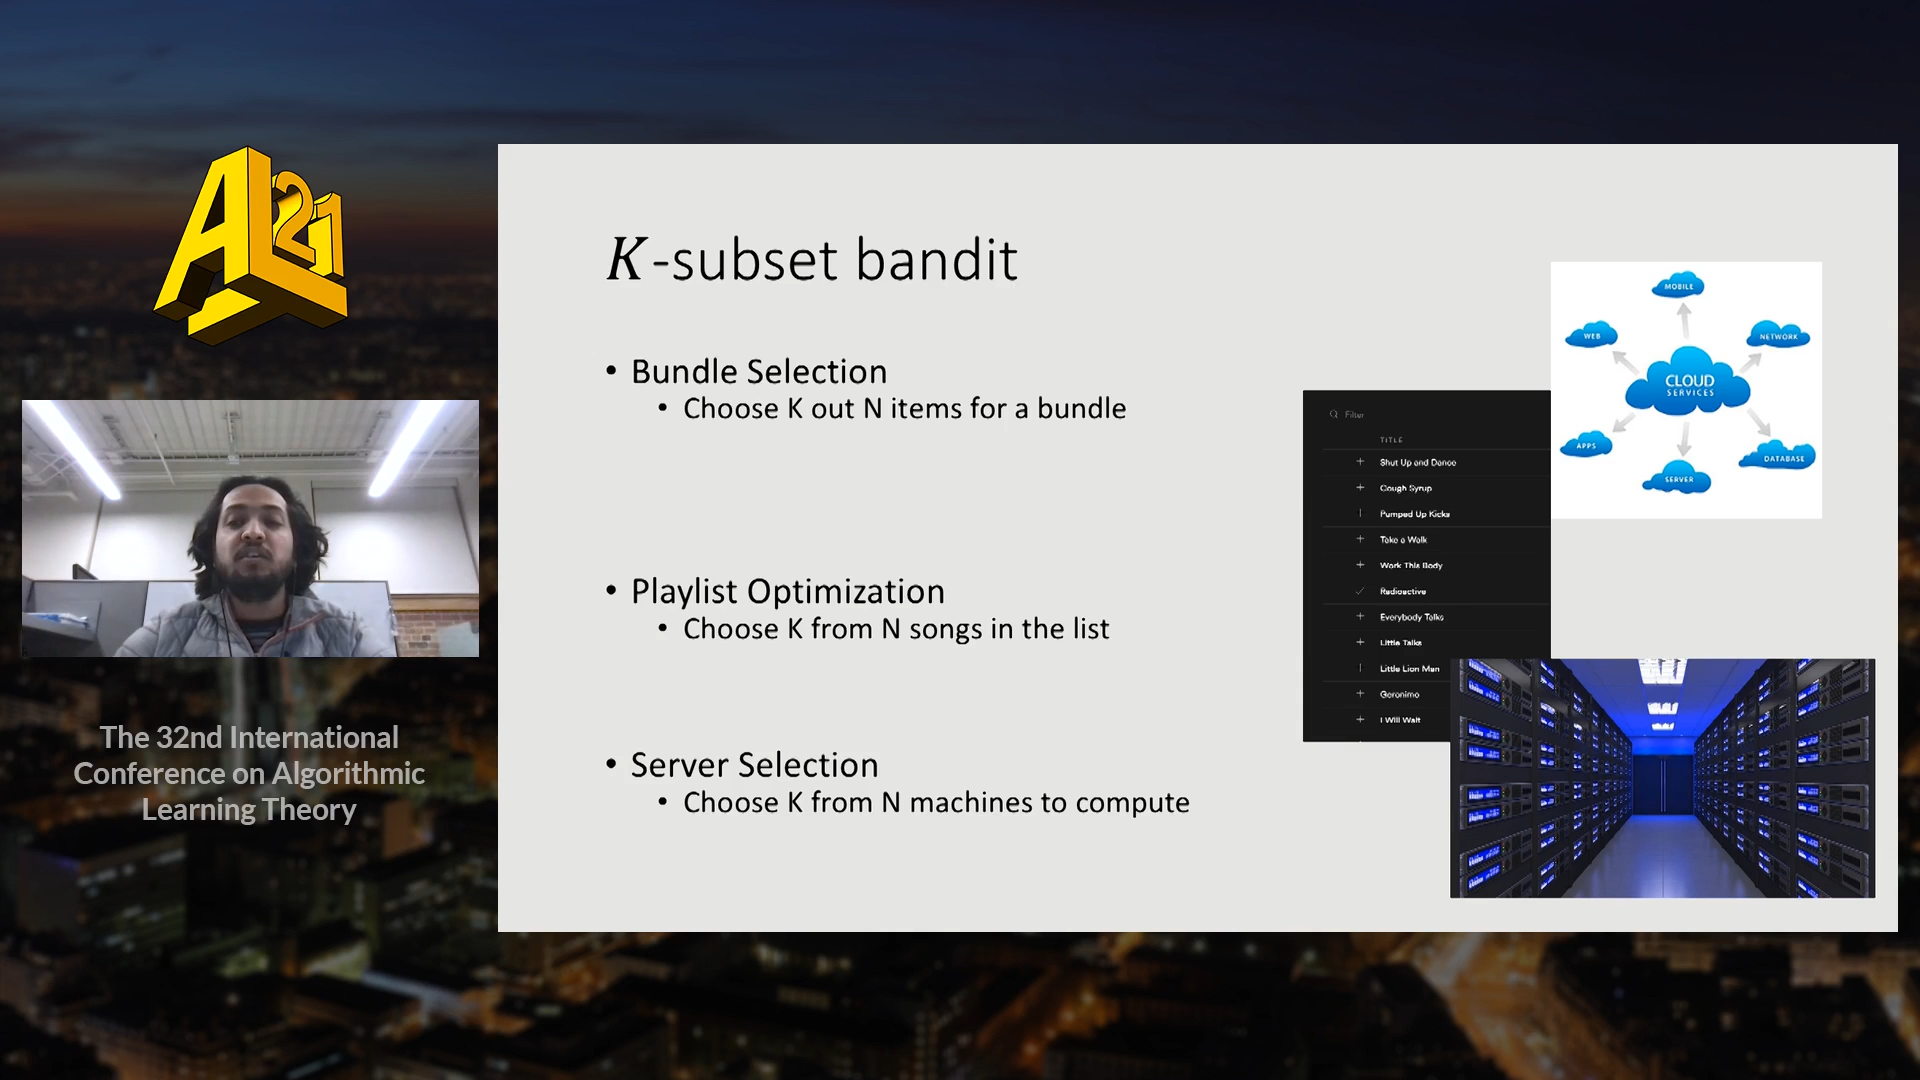 ALT
21
The 32nd International
Conference on Algorithmic
Learning Theory
K-subset bandit
• Bundle Selection
• Choose K out N items for a bundle
• Playlist Optimization
• Choose K from N songs in the list
• Server Selection
• Choose K from N machines to compute
Filter
TITLE
Shut Up and Dance
Cough Syrup
Pumped Up Kicks
Take a Walk
Work This Body
Radioactive
Everybody Talks
Little Talks
Little Lion Man
Geronimo
I Will Wait
MOBILE
WEB
NETWORK
CLOUD
SERVICES
APPS
DATABASE
SERVER